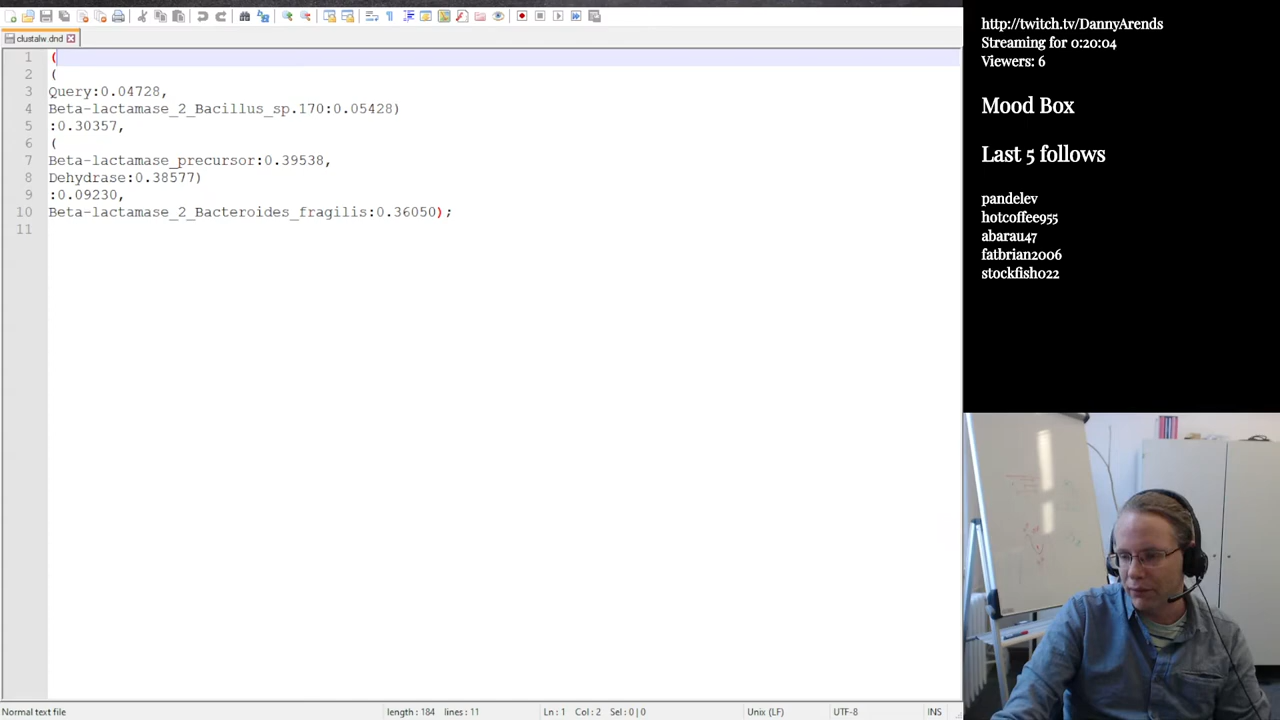 clustalw.dnd
http://twitch.tv/DannyArends
Streaming for 0:20:04
Viewers: 6
Mood Box
Last 5 follows
pandelev
hotcoffee955
abarau47
fatbrian2006
stockfish022
1 (
2 (
3 Query:0.04728,
4 Beta-lactamase_2_Bacillus_sp.170:0.05428)
5 :0.30357,
6 (
7 Beta-lactamase_precursor:0.39538,
8 Dehydrase:0.38577)
9 :0.09230,
10 Beta-lactamase_2_Bacteroides_fragilis:0.36050);
11
Normal text file length : 184 lines : 11 Ln : 1 Col : 2 Sel : 0 | 0 Unix (LF) UTF-8 INS